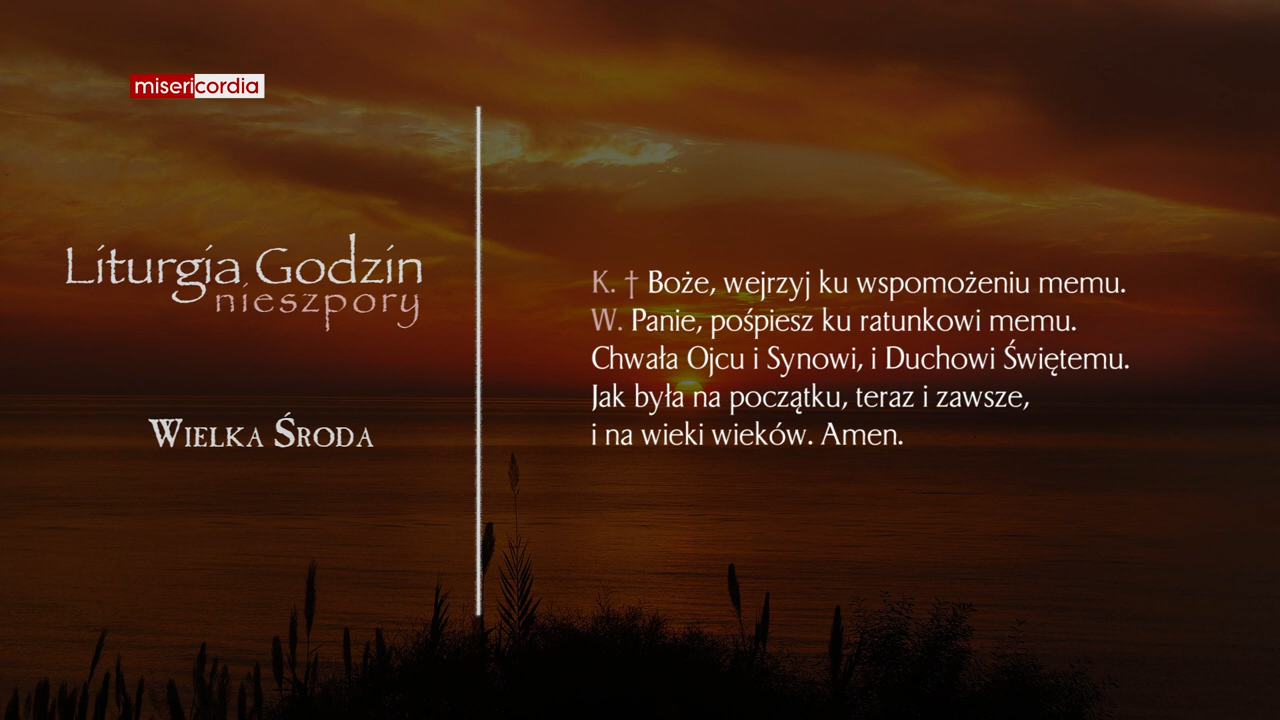 misericordia
Liturgia Godzin
nieszpory
Wielka Środa
K. † Boże, wejrzyj ku wspomożeniu memu.
W. Panie, pośpiesz ku ratunkowi memu.
Chwała Ojcu i Synowi, i Duchowi Świętemu.
Jak była na początku, teraz i zawsze,
i na wieki wieków. Amen.